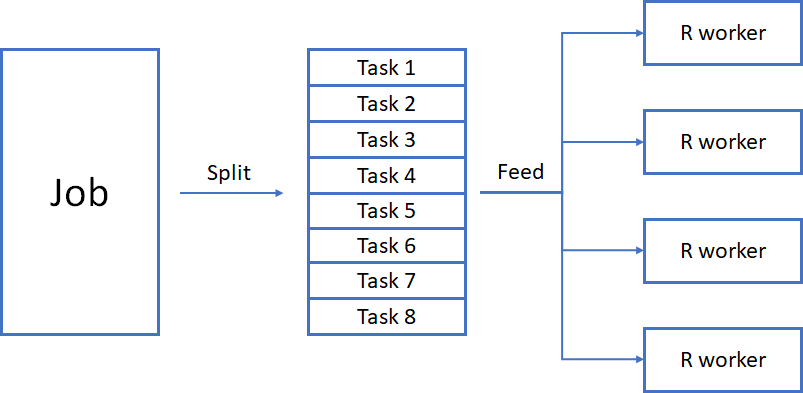 Job
Split
Task 1
Task 2
Task 3
Task 4
Task 5
Task 6
Task 7
Task 8
Feed
R worker
R worker
R worker
R worker